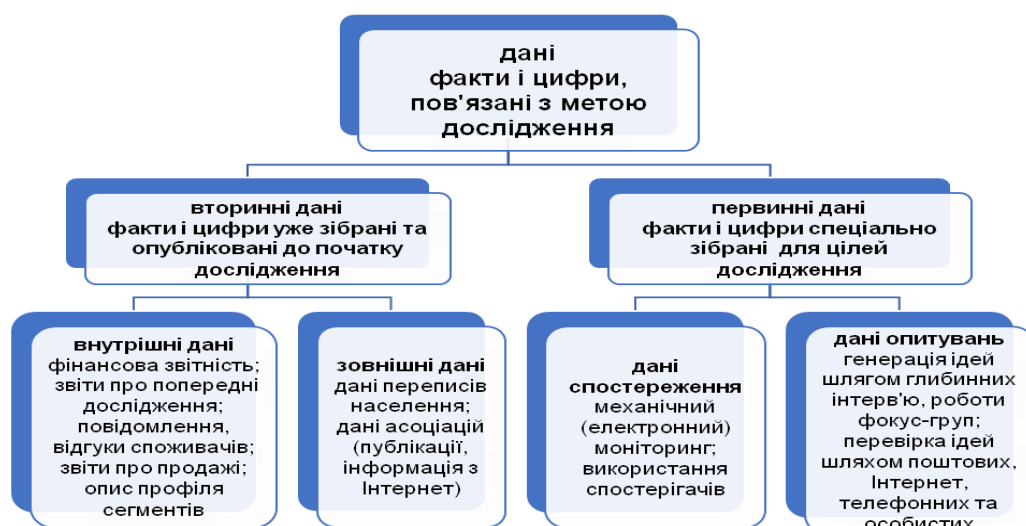 дані
факти і цифри,
пов'язані з метою
дослідження
вторинні дані
факти і цифри уже зібрані та
опубліковані до початку
дослідження
первинні дані
факти і цифри спеціально
зібрані для цілей
дослідження
внутрішні дані
фінансова звітність;
звіти про попередні
дослідження;
повідомлення,
відгуки споживачів;
звіти про продажі;
опис профіля
сегментів
зовнішні дані
дані переписів
населення;
дані асоціацій
(публікації,
інформація з
Інтернет)
дані
спостереження
механічний
(електронний)
моніторинг;
використання
спостерігачів
дані опитувань
генерація ідей
шлягом глибинних
інтерв'ю, роботи
фокус-груп;
перевірка ідей
шляхом поштових,
Інтернет,
телефонних та
особистих